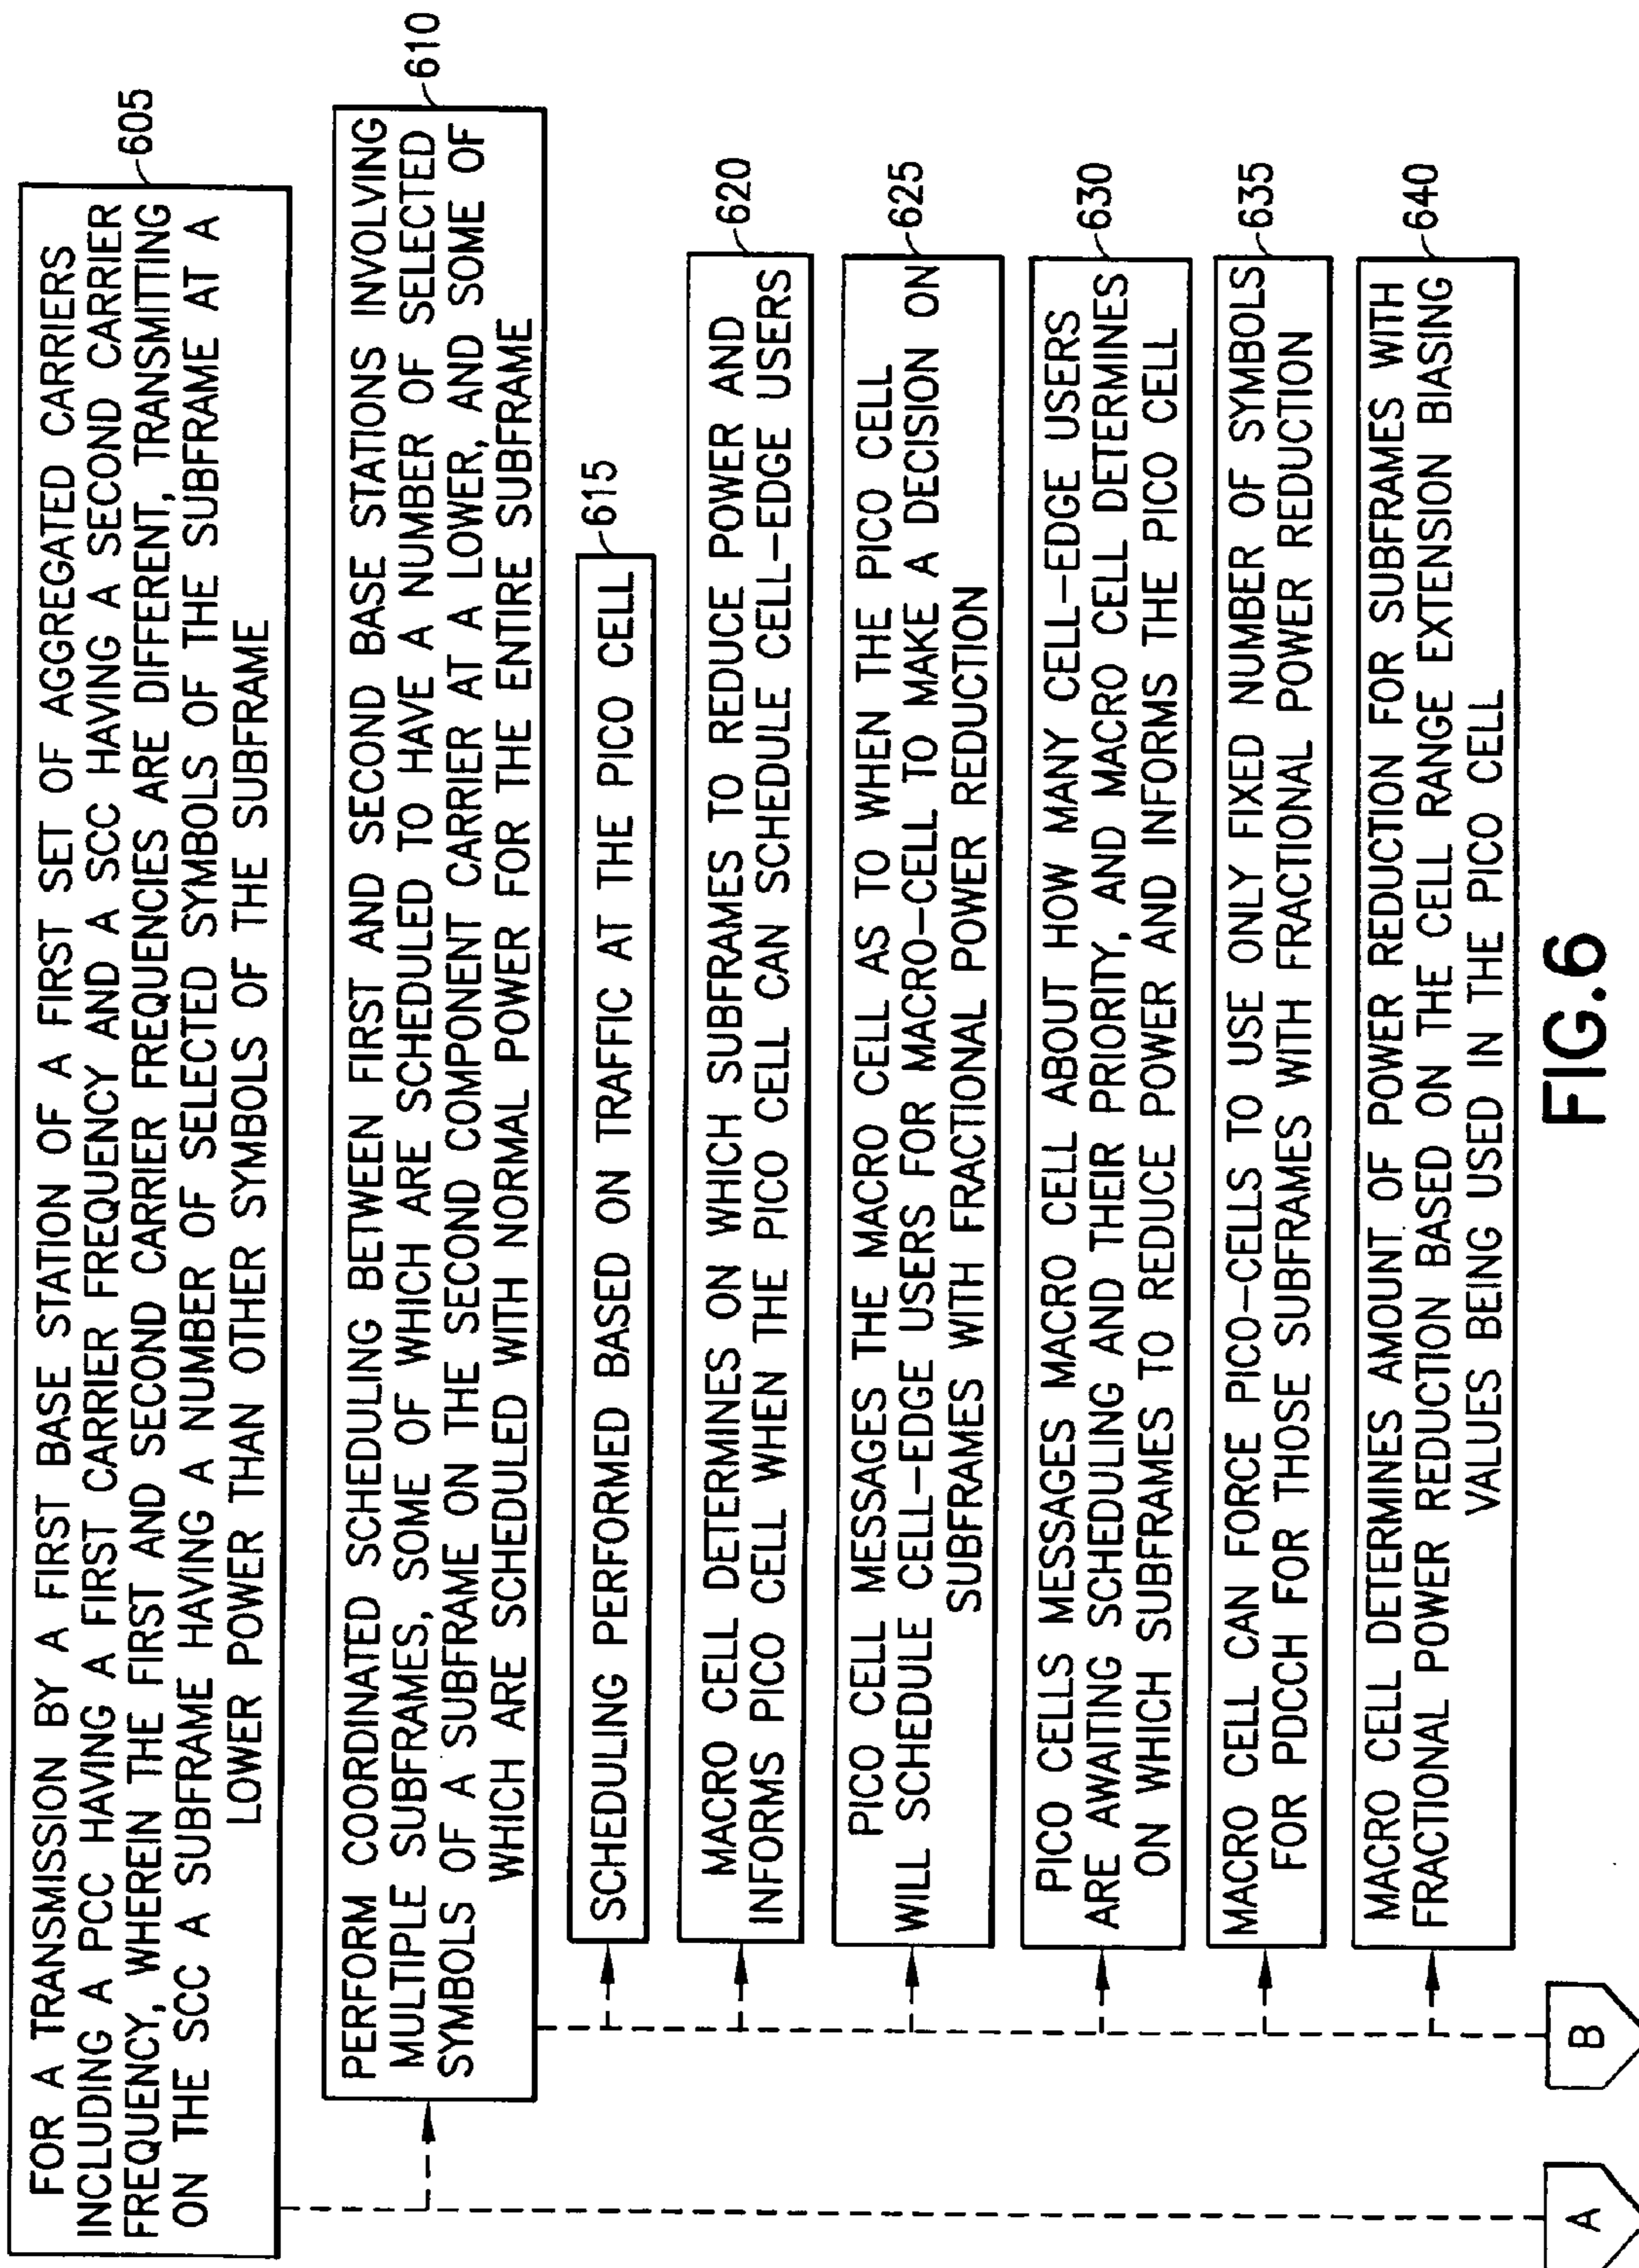 FOR A TRANSMISSION BY A FIRST BASE STATION OF A FIRST SET OF AGGREGATED CARRIERS
INCLUDING A PCC HAVING A FIRST CARRIER FREQUENCY AND A SCC HAVING A SECOND CARRIER
FREQUENCY, WHEREIN THE FIRST AND SECOND CARRIER FREQUENCIES ARE DIFFERENT, TRANSMITTING
ON THE SCC A SUBFRAME HAVING A NUMBER OF SELECTED SYMBOLS OF THE SUBFRAME AT A
LOWER POWER THAN OTHER SYMBOLS OF THE SUBFRAME
605
PERFORM COORDINATED SCHEDULING BETWEEN FIRST AND SECOND BASE STATIONS INVOLVING
MULTIPLE SUBFRAMES, SOME OF WHICH ARE SCHEDULED TO HAVE A NUMBER OF SELECTED
SYMBOLS OF A SUBFRAME ON THE SECOND COMPONENT CARRIER AT A LOWER, AND SOME OF
WHICH ARE SCHEDULED WITH NORMAL POWER FOR THE ENTIRE SUBFRAME
610
SCHEDULING PERFORMED BASED ON TRAFFIC AT THE PICO CELL
615
MACRO CELL DETERMINES ON WHICH SUBFRAMES TO REDUCE POWER AND
INFORMS PICO CELL WHEN THE PICO CELL CAN SCHEDULE CELL-EDGE USERS
620
PICO CELL MESSAGES THE MACRO CELL AS TO WHEN THE PICO CELL
WILL SCHEDULE CELL-EDGE USERS FOR MACRO-CELL TO MAKE A DECISION ON
SUBFRAMES WITH FRACTIONAL POWER REDUCTION
625
PICO CELLS MESSAGES MACRO CELL ABOUT HOW MANY CELL-EDGE USERS
ARE AWAITING SCHEDULING AND THEIR PRIORITY, AND MACRO CELL DETERMINES
ON WHICH SUBFRAMES TO REDUCE POWER AND INFORMS THE PICO CELL
630
MACRO CELL CAN FORCE PICO-CELLS TO USE ONLY FIXED NUMBER OF SYMBOLS
FOR PDCCH FOR THOSE SUBFRAMES WITH FRACTIONAL POWER REDUCTION
635
MACRO CELL DETERMINES AMOUNT OF POWER REDUCTION FOR SUBFRAMES WITH
FRACTIONAL POWER REDUCTION BASED ON THE CELL RANGE EXTENSION BIASING
VALUES BEING USED IN THE PICO CELL
640
A
B
FIG.6